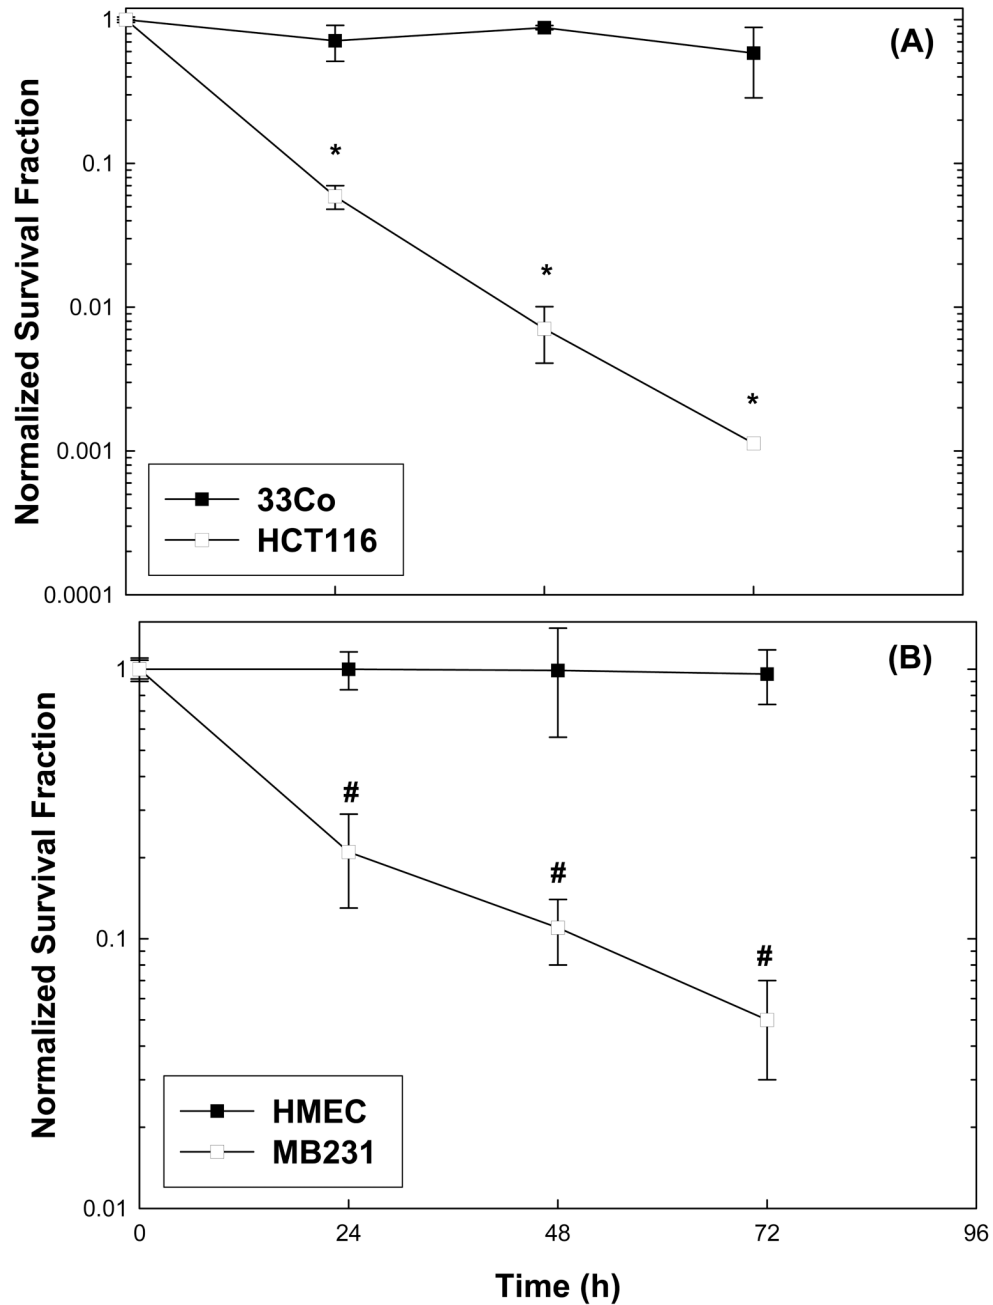 (A)
Normalized Survival Fraction
1
0.1
0.01
0.001
0.0001
*
*
*
33Co
HCT116
(B)
Normalized Survival Fraction
1
0.1
0.01
#
#
#
HMEC
MB231
0 24 48 72 96
Time (h)